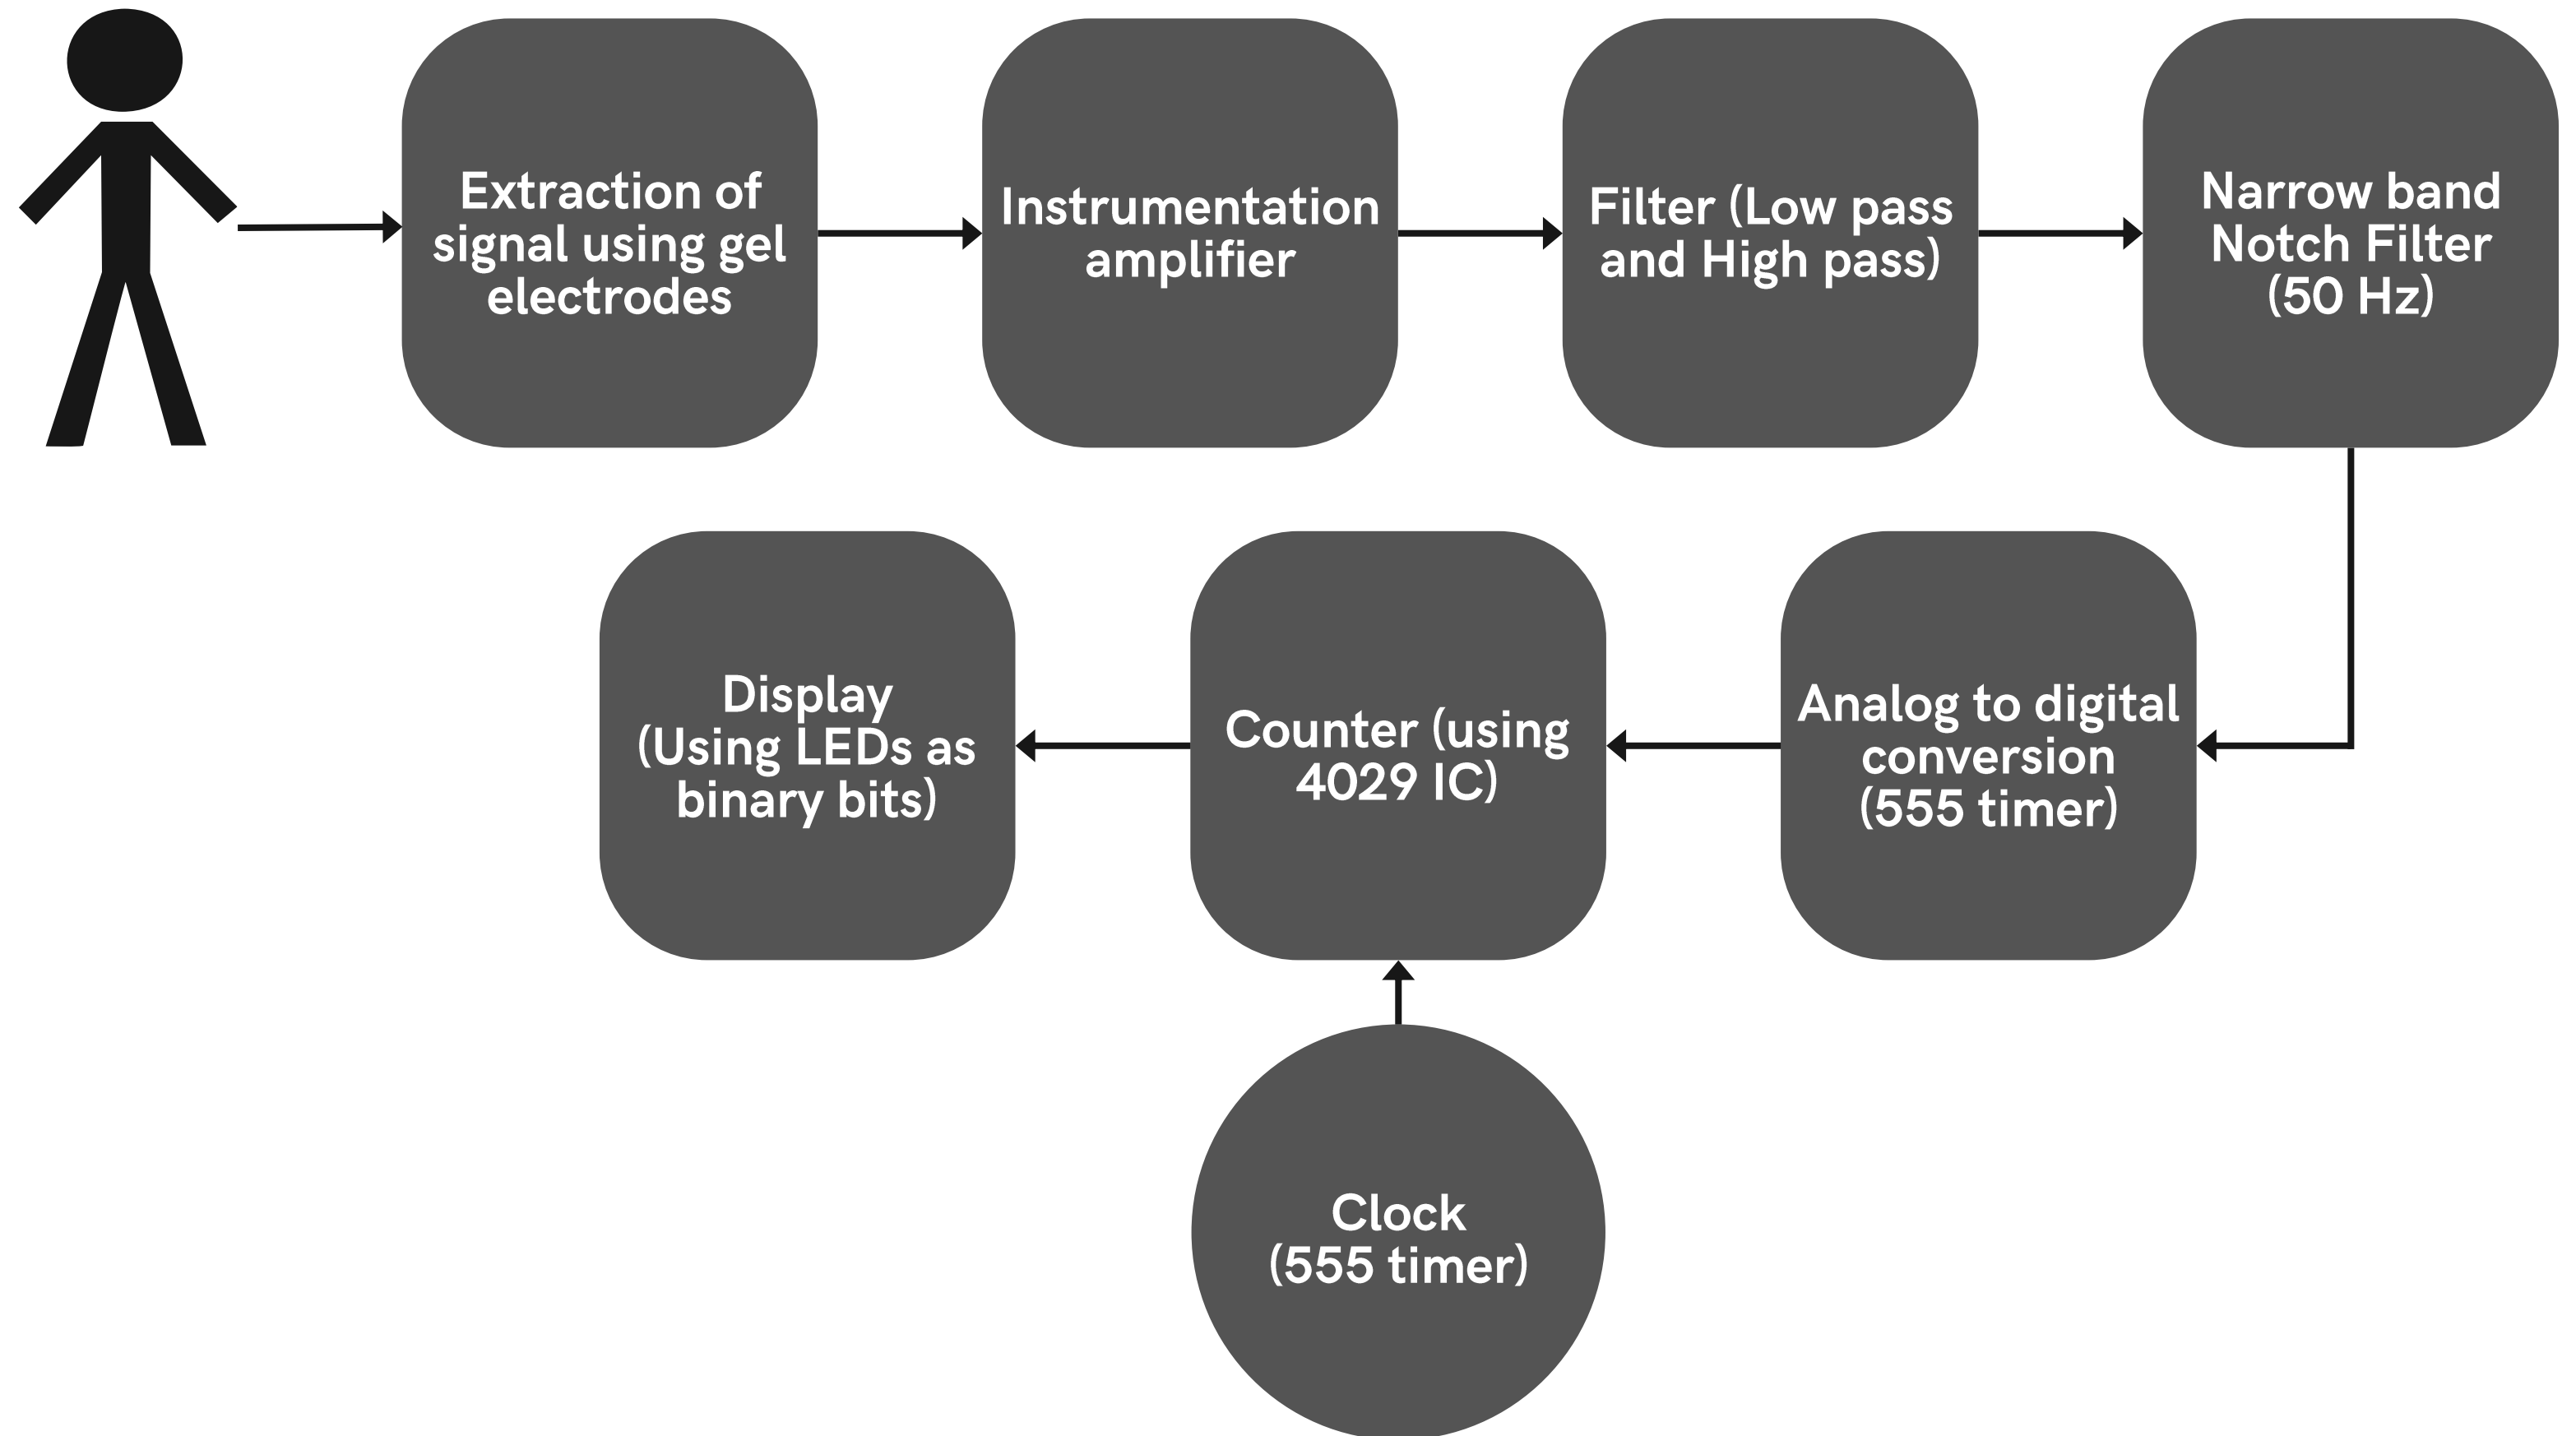 Extraction of
signal using gel
electrodes
Instrumentation
amplifier
Filter (Low pass
and High pass)
Narrow band
Notch Filter
(50 Hz)
Analog to digital
conversion
(555 timer)
Counter (using
4029 IC)
Display
(Using LEDs as
binary bits)
Clock
(555 timer)